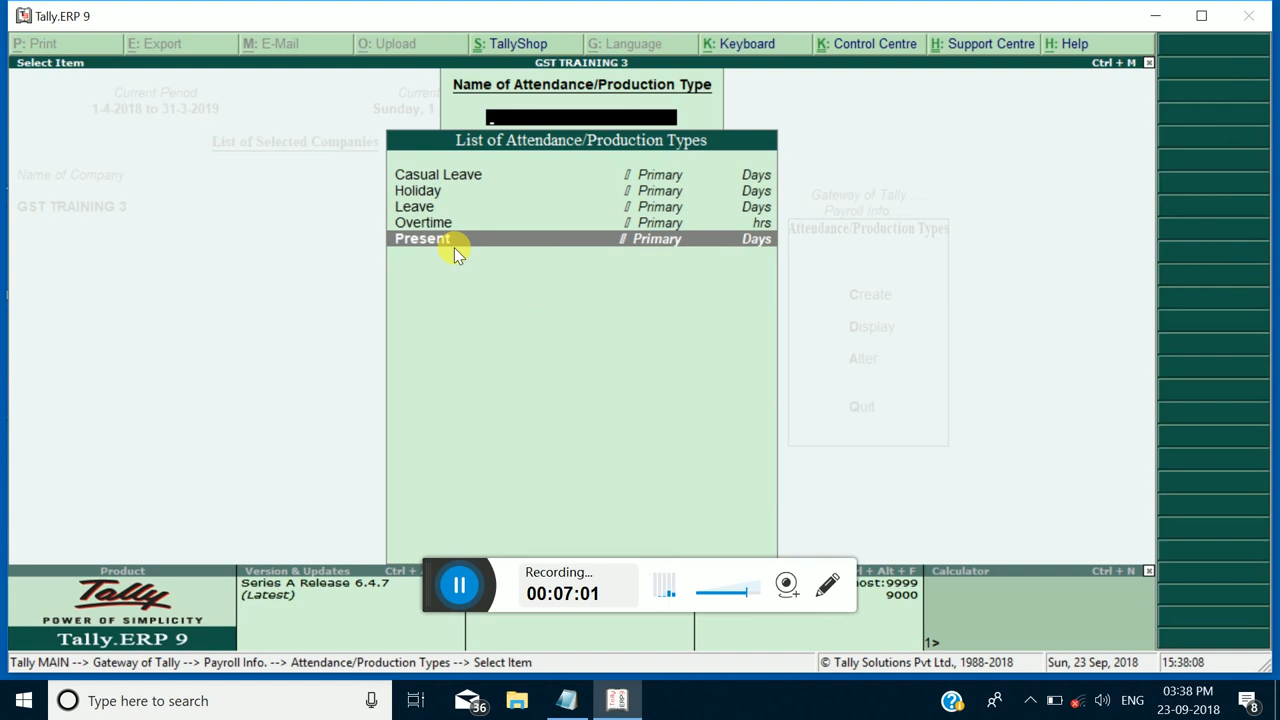 Tally.ERP 9
P: Print
E: Export
M: E-Mail
O: Upload
S: TallyShop
G: Language
K: Keyboard
K: Control Centre
H: Support Centre
H: Help
Select Item
GST TRAINING 3
Ctrl + M
Current Period
1-4-2018 to 31-3-2019
Current
Sunday, 1
List of Selected Companies
Name of Company
GST TRAINING 3
Name of Attendance/Production Type
List of Attendance/Production Types
Casual Leave Primary Days
Holiday Primary Days
Leave Primary Days
Overtime Primary hrs
Present Primary Days
Gateway of Tally .....
Payroll Info. .....
Attendance/Production Types
Create
Display
Alter
Quit
Product
Tally
POWER OF SIMPLICITY
Tally.ERP 9
Version & Updates
Series A Release 6.4.7
(Latest)
Recording...
00:07:01
Alt + F
host:9999
9000
Calculator
Ctrl + N
1>
Tally MAIN --> Gateway of Tally --> Payroll Info. --> Attendance/Production Types --> Select Item
© Tally Solutions Pvt Ltd., 1988-2018
Sun, 23 Sep, 2018
15:38:08
Type here to search
36
ENG
03:38 PM
23-09-2018
8